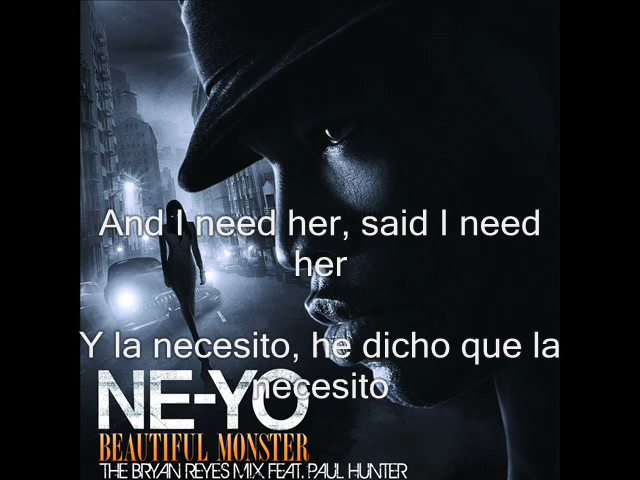 And I need her, said I need
her
Y la necesito, he dicho que la
necesito
NE-YO
BEAUTIFUL MONSTER
THE BRYAN REYES MIX FEAT. PAUL HUNTER